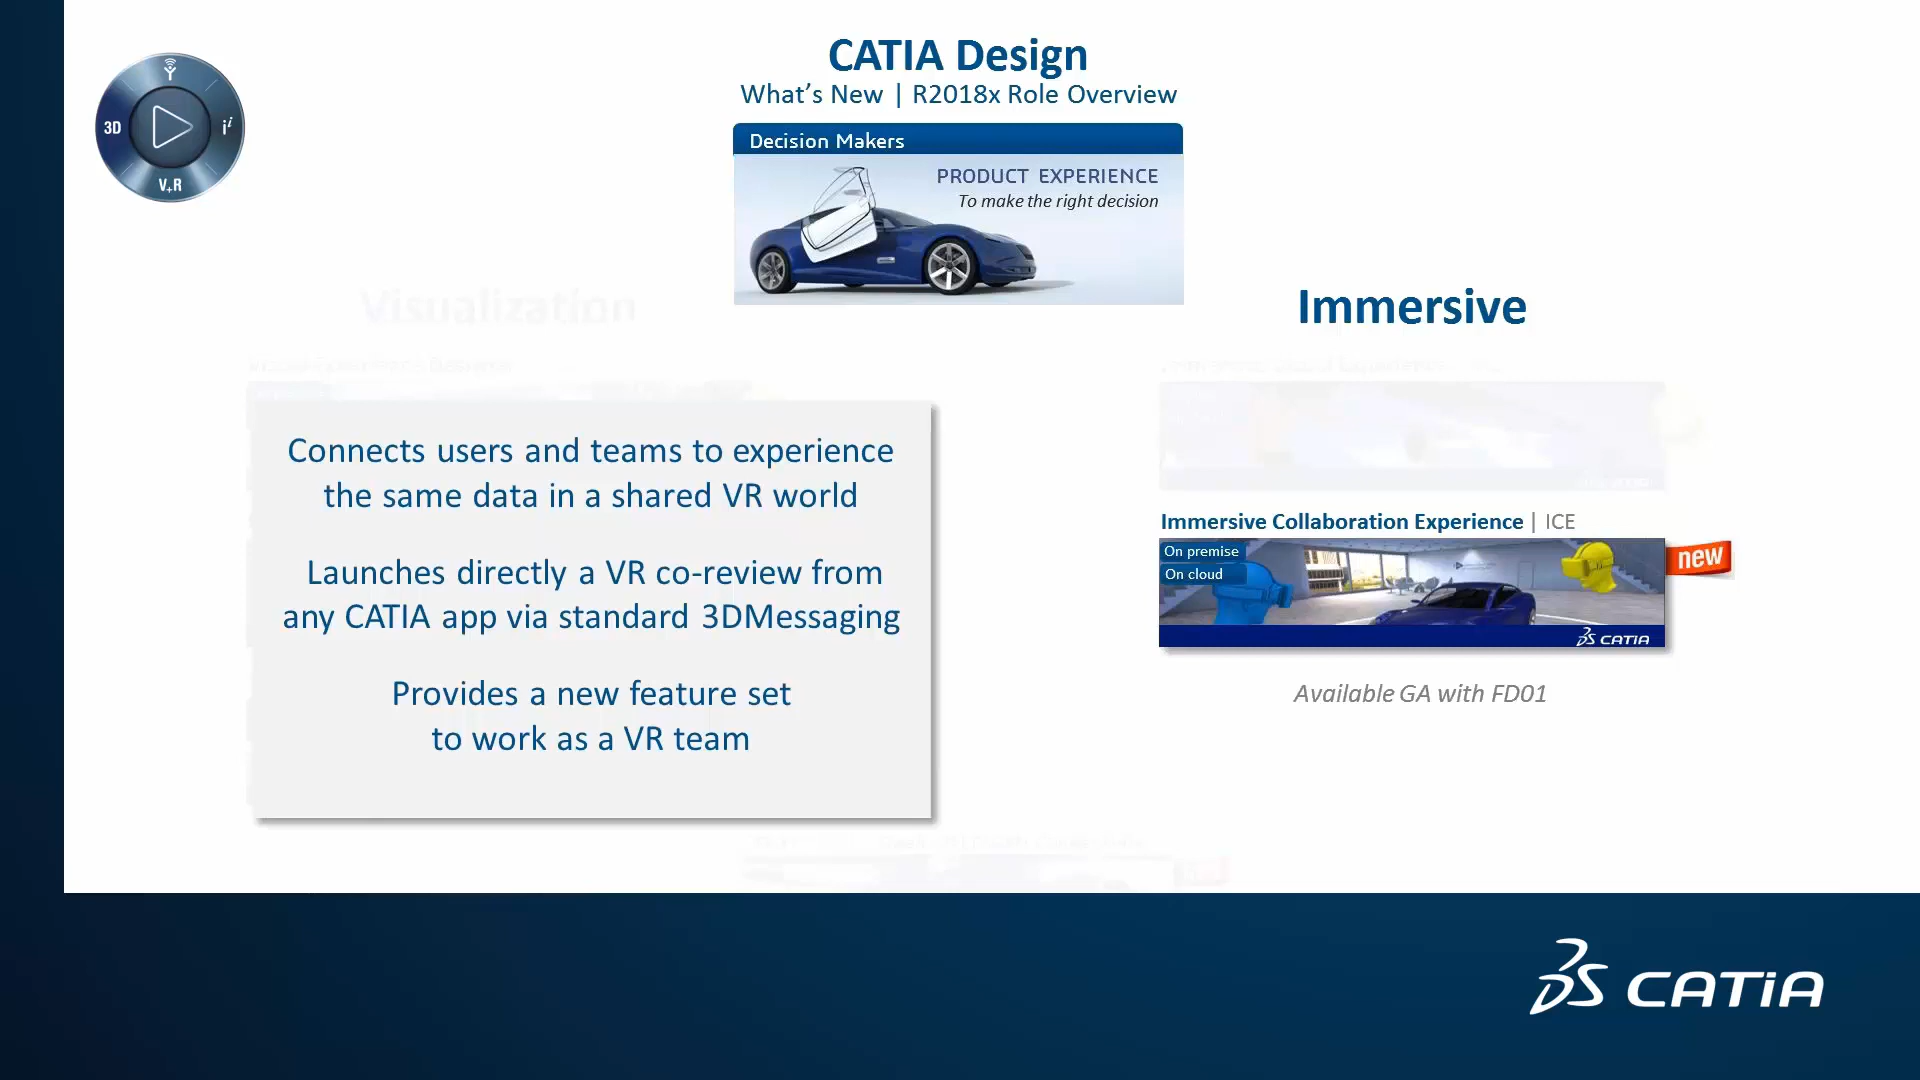 CATIA Design
What's New | R2018x Role Overview
3D
V+R
Decision Makers
PRODUCT EXPERIENCE
To make the right decision
Visualization
Immersive
Connects users and teams to experience
the same data in a shared VR world
Launches directly a VR co-review from
any CATIA app via standard 3DMessaging
Provides a new feature set
to work as a VR team
Immersive Collaboration Experience | ICE
On premise
On cloud
new
CATIA
Available GA with FD01
CATIA